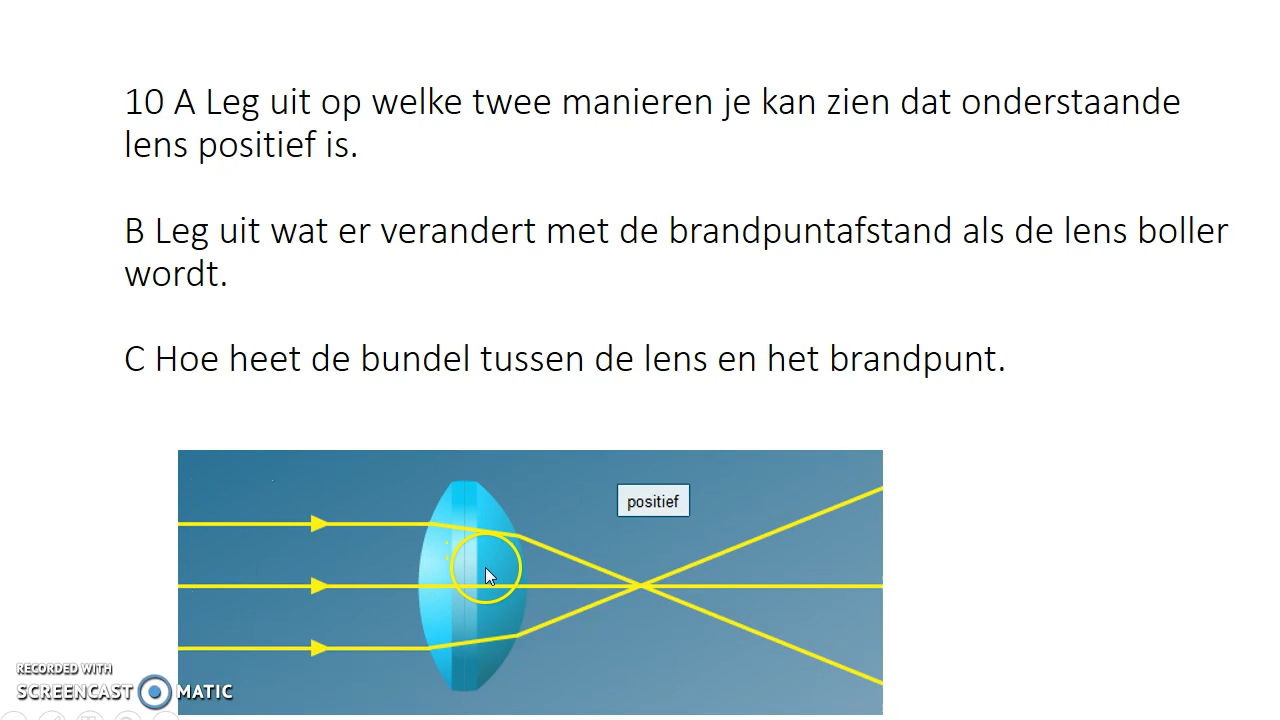 10 A Leg uit op welke twee manieren je kan zien dat onderstaande
lens positief is.
B Leg uit wat er verandert met de brandpuntafstand als de lens boller
wordt.
C Hoe heet de bundel tussen de lens en het brandpunt.
positief
RECORDED WITH
SCREENCAST MATIC